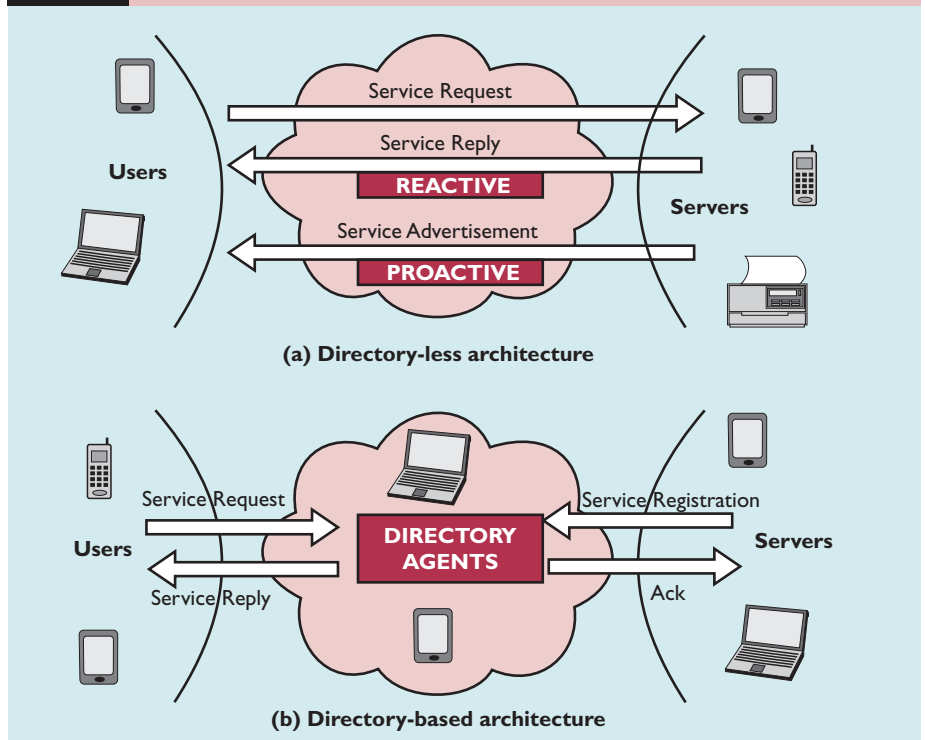 Service Request
Service Reply
Users
REACTIVE
Servers
Service Advertisement
PROACTIVE
(a) Directory-less architecture
Service Request
Service Registration
Users
DIRECTORY
AGENTS
Servers
Service Reply
Ack
(b) Directory-based architecture